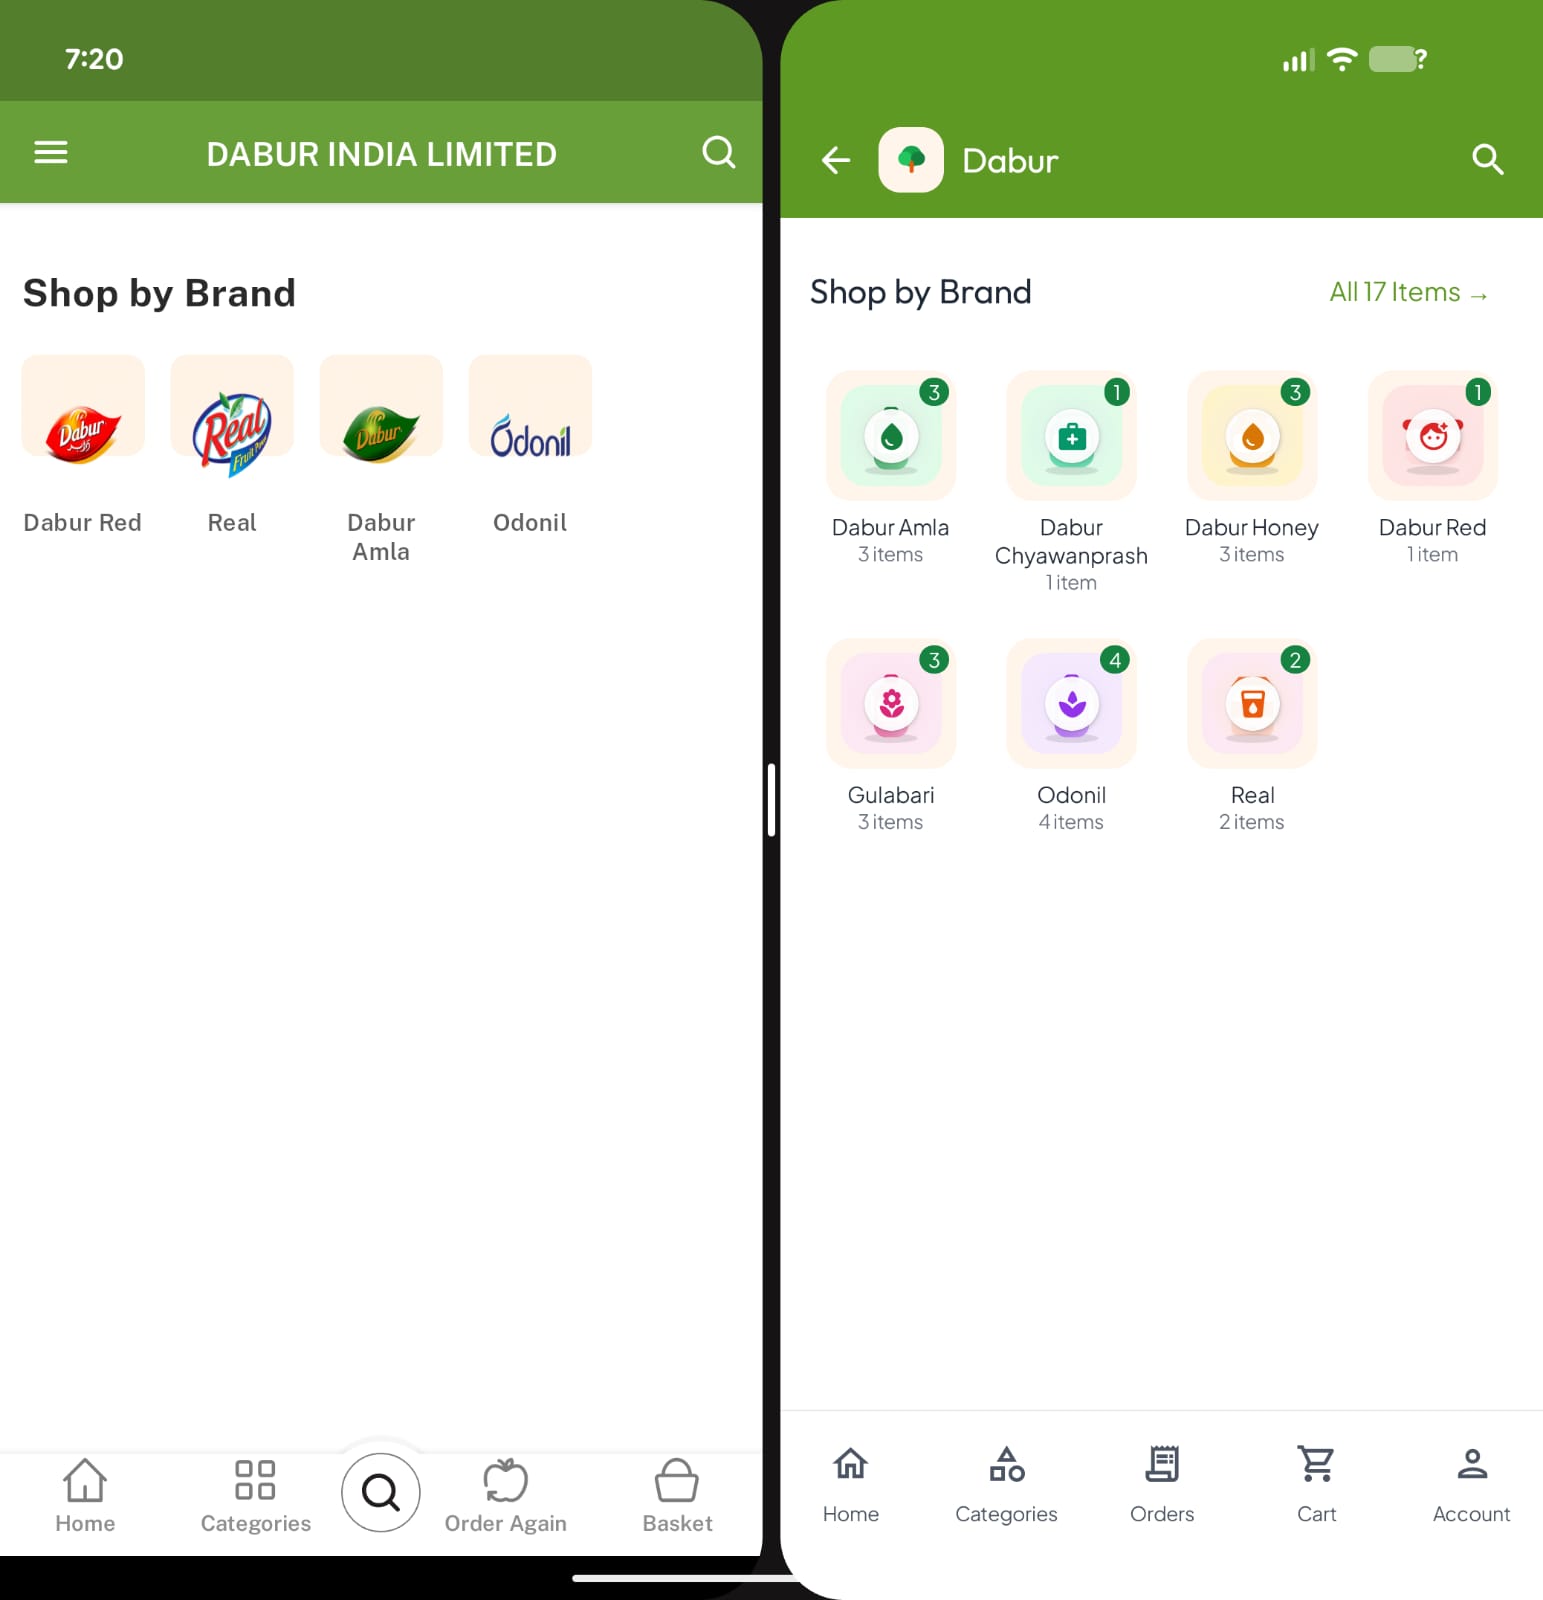 7:20
DABUR INDIA LIMITED
Shop by Brand
Dabur
Real
Fruit
Dabur
Odonil
Dabur Red
Real
Dabur
Amla
Odonil
Home
Categories
Order Again
Basket
?
Dabur
Shop by Brand
All 17 Items →
3
1
3
1
Dabur Amla
3 items
Dabur
Chyawanprash
1 item
Dabur Honey
3 items
Dabur Red
1 item
3
4
2
Gulabari
3 items
Odonil
4 items
Real
2 items
Home
Categories
Orders
Cart
Account